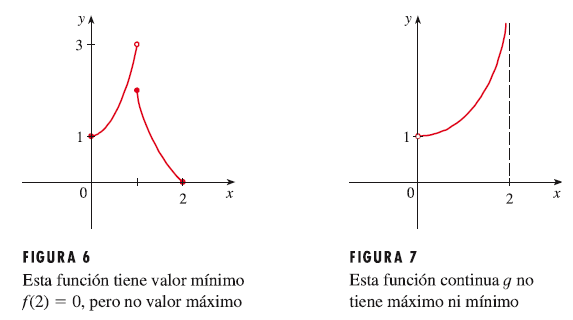 y
3
1
0
2
x
FIGURA 6
Esta función tiene valor mínimo
f(2) = 0, pero no valor máximo
y
1
0
2
x
FIGURA 7
Esta función continua g no
tiene máximo ni mínimo